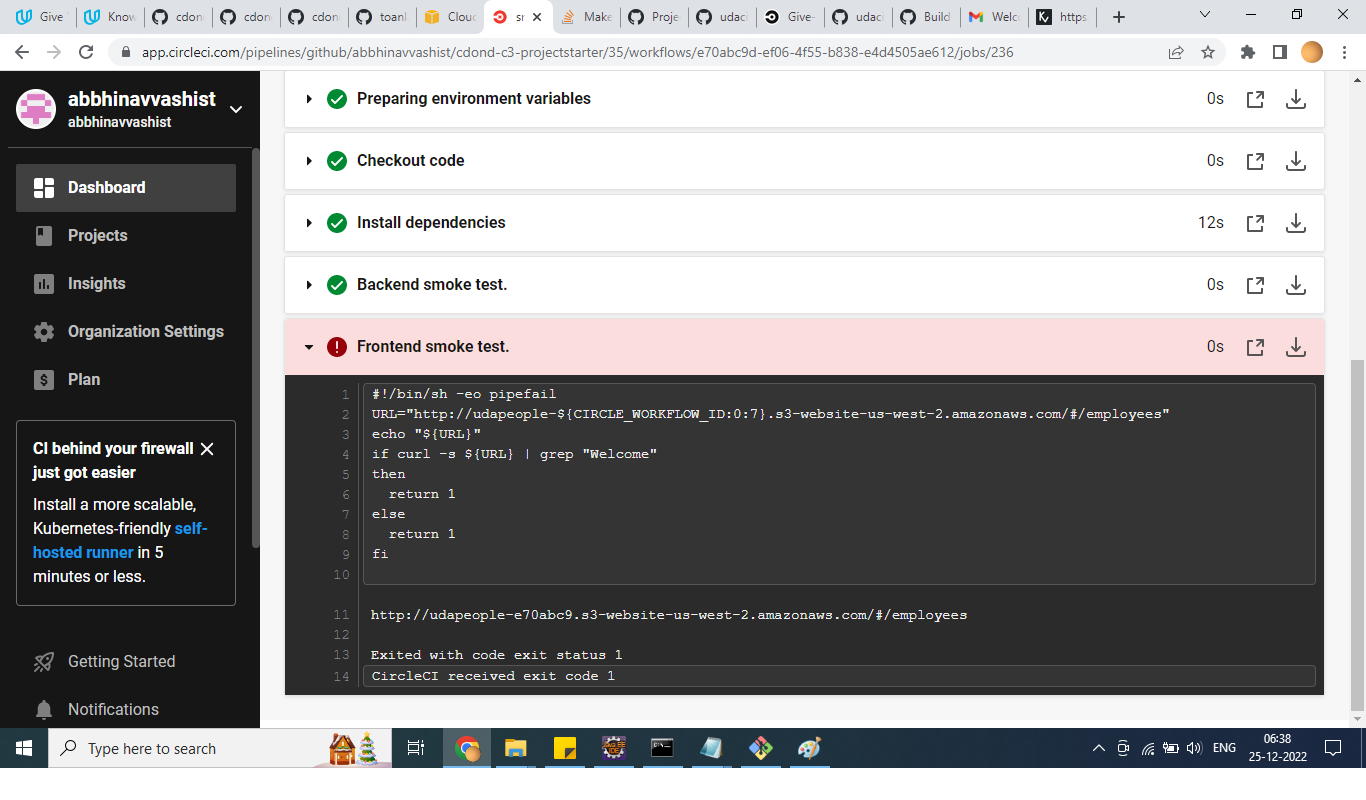 Give
Know
cdon
cdon
cdon
toanl
Cloud
sr
Make
Proje
udaci
Give-
udaci
Build
Welc
https
app.circleci.com/pipelines/github/abbhinavvashist/cdond-c3-projectstarter/35/workflows/e70abc9d-ef06-4f55-b838-e4d4505ae612/jobs/236
abbhinavvashist
abbhinavvashist
Dashboard
Projects
Insights
Organization Settings
Plan
CI behind your firewall
just got easier
Install a more scalable,
Kubernetes-friendly self-
hosted runner in 5
minutes or less.
Getting Started
Notifications
Preparing environment variables 0s
Checkout code 0s
Install dependencies 12s
Backend smoke test. 0s
Frontend smoke test. 0s
1 #!/bin/sh -eo pipefail
2 URL="http://udapeople-${CIRCLE_WORKFLOW_ID:0:7}.s3-website-us-west-2.amazonaws.com/#/employees"
3 echo "${URL}"
4 if curl -s ${URL} | grep "Welcome"
5 then
6   return 1
7 else
8   return 1
9 fi
10
11 http://udapeople-e70abc9.s3-website-us-west-2.amazonaws.com/#/employees
12
13 Exited with code exit status 1
14 CircleCI received exit code 1
Type here to search
ENG
06:38
25-12-2022